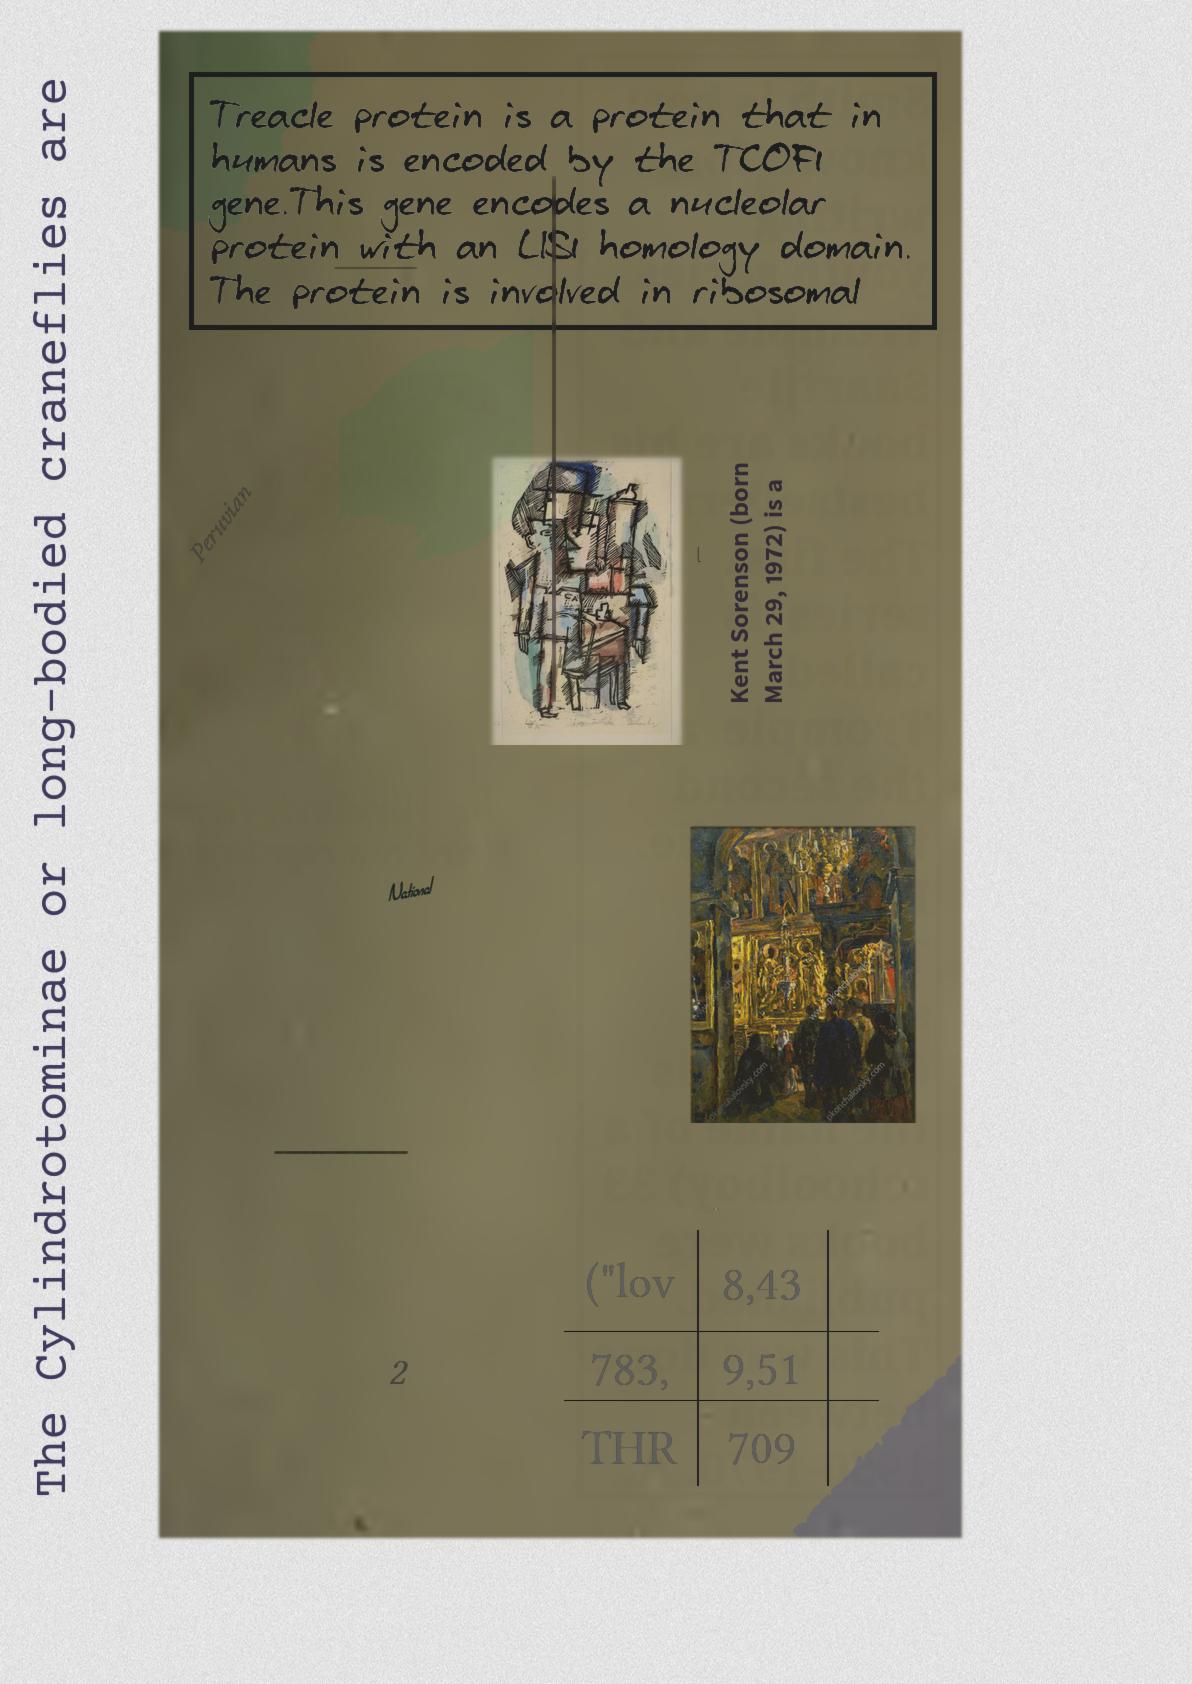 The Cylindrotominae or long-bodied craneflies are
Treacle protein is a protein that in
humans is encoded by the TCOF1
gene.This gene encodes a nucleolar
protein with an LIS1 homology domain.
The protein is involved in ribosomal
Peruvian
Kent Sorenson (born
March 29, 1972) is a
National
("lov 8,43
783, 9,51
THR 709
2